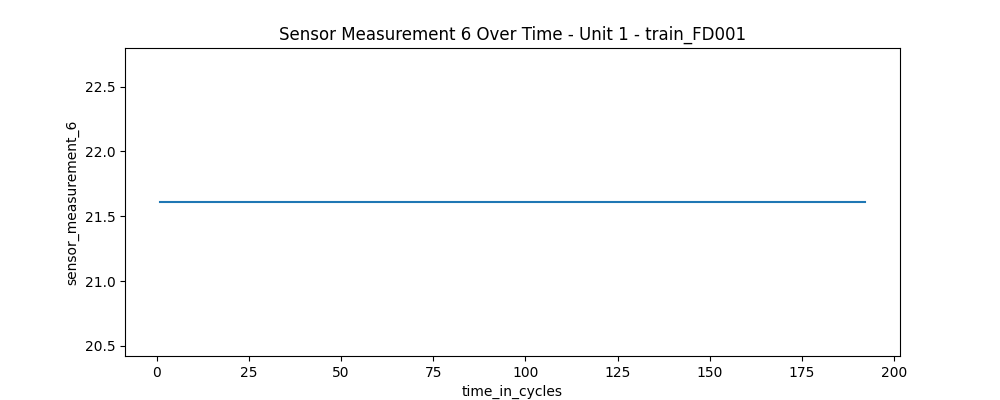 Sensor Measurement 6 Over Time - Unit 1 - train_FD001
sensor_measurement_6
22.5
22.0
21.5
21.0
20.5
0 25 50 75 100 125 150 175 200
time_in_cycles